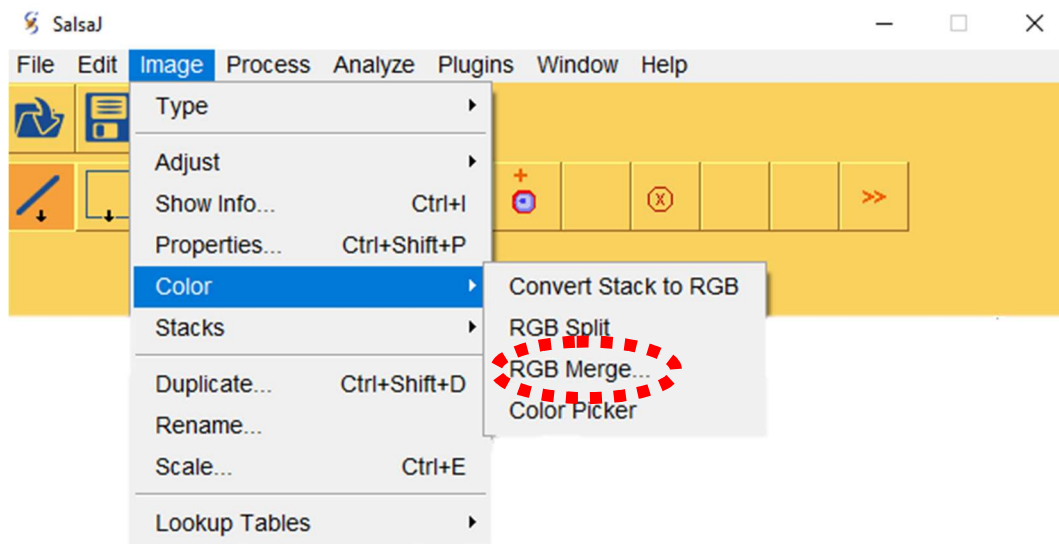 SalsaJ
File Edit Image Process Analyze Plugins Window Help
Type
Adjust
Show Info... Ctrl+I
Properties... Ctrl+Shift+P
Color
Stacks
Duplicate... Ctrl+Shift+D
Rename...
Scale... Ctrl+E
Lookup Tables
Convert Stack to RGB
RGB Split
RGB Merge...
Color Picker
X
>>